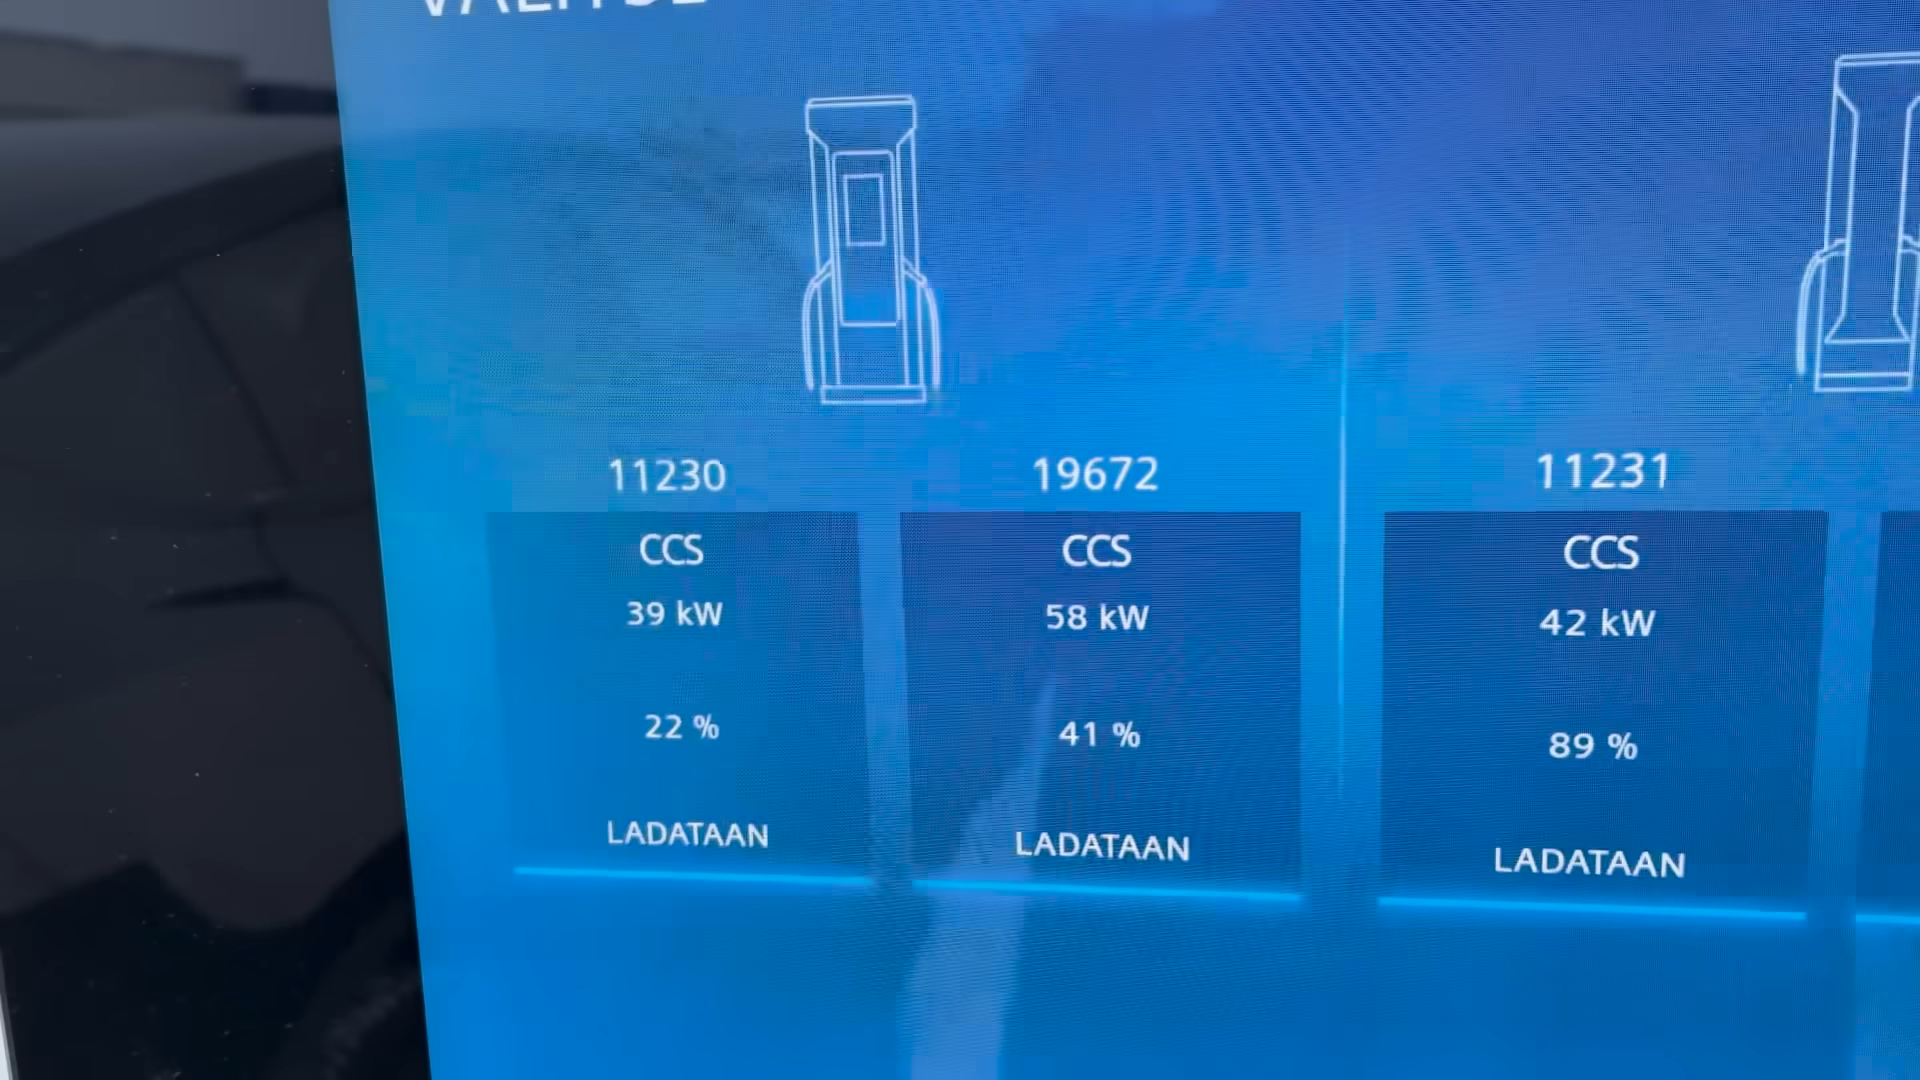 11230
CCS
39 kW
22 %
LADATAAN
19672
CCS
58 kW
41 %
LADATAAN
11231
CCS
42 kW
89 %
LADATAAN